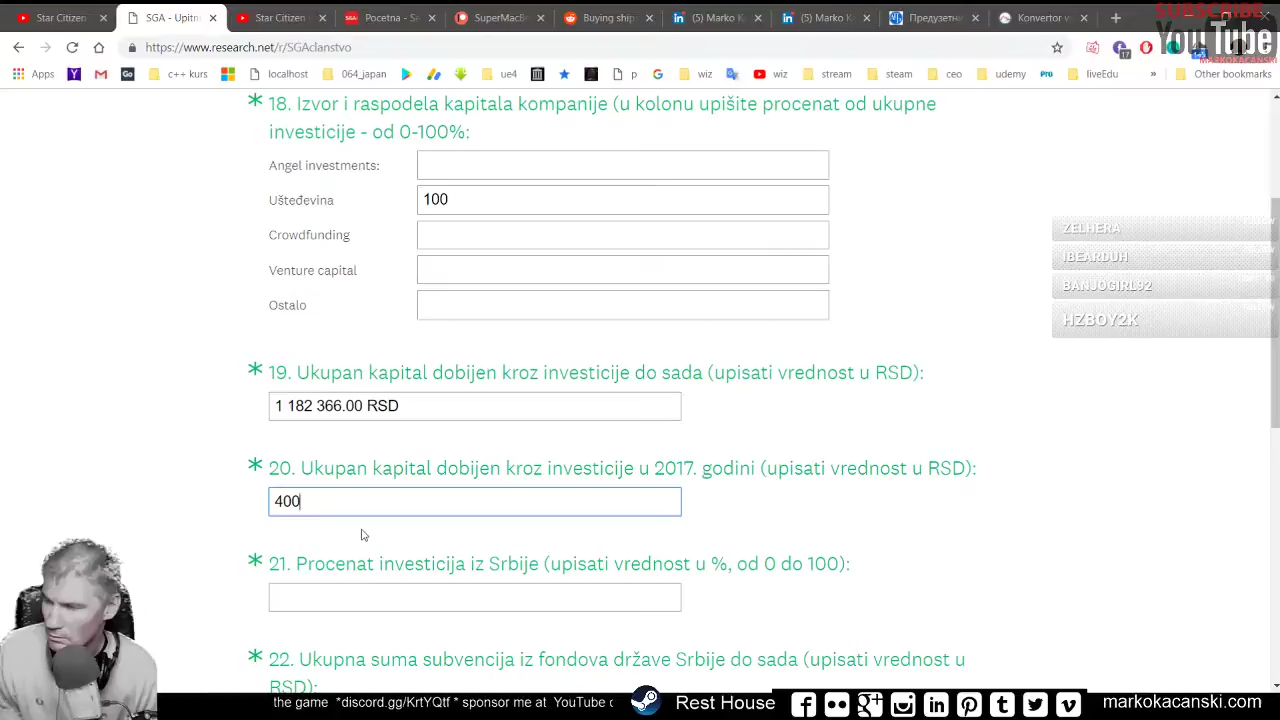 Star Citizen
SGA - Upitn
Star Citizen
Pocetna - S
SuperMacB
Buying ship
(5) Marko K
(5) Marko K
Предузетн
Konvertor v
SUBSCRIBE
YouTube
MARKOKACANSKI.COM
https://www.research.net/r/SGAclanstvo
17
Apps
c++ kurs
localhost
064_japan
ue4
p
wiz
wiz
stream
steam
ceo
udemy
Pro
liveEdu
»
Other bookmarks
* 18. Izvor i raspodela kapitala kompanije (u kolonu upišite procenat od ukupne
investicije - od 0-100%:
Angel investments:
Ušteđevina 100
Crowdfunding
Venture capital
Ostalo
ZELHERA
IBEARDUH
BANJOGIRL92
HZBOY2K
* 19. Ukupan kapital dobijen kroz investicije do sada (upisati vrednost u RSD):
1 182 366.00 RSD
* 20. Ukupan kapital dobijen kroz investicije u 2017. godini (upisati vrednost u RSD):
400
* 21. Procenat investicija iz Srbije (upisati vrednost u %, od 0 do 100):
* 22. Ukupna suma subvencija iz fondova države Srbije do sada (upisati vrednost u
RSD):
the game *discord.gg/KrtYQtf * sponsor me at YouTube c
Rest House
markokacanski.com